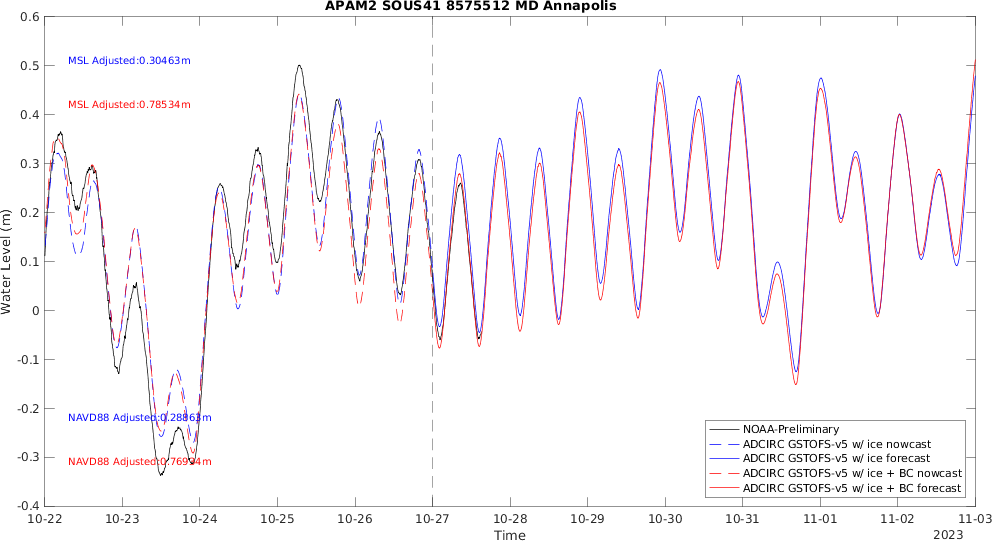 APAM2 SOUS41 8575512 MD Annapolis
0.6
0.5
0.4
0.3
0.2
0.1
0
-0.1
-0.2
-0.3
-0.4
Water Level (m)
MSL Adjusted:0.30463m
MSL Adjusted:0.78534m
NAVD88 Adjusted:0.28863m
NAVD88 Adjusted:0.76934m
NOAA-Preliminary
ADCIRC GSTOFS-v5 w/ ice nowcast
ADCIRC GSTOFS-v5 w/ ice forecast
ADCIRC GSTOFS-v5 w/ ice + BC nowcast
ADCIRC GSTOFS-v5 w/ ice + BC forecast
10-22 10-23 10-24 10-25 10-26 10-27 10-28 10-29 10-30 10-31 11-01 11-02 11-03
Time
2023